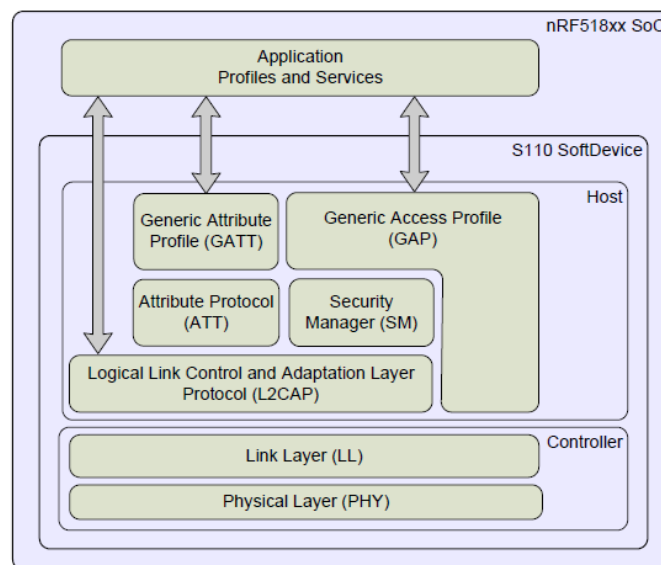 nRF518xx SoC
Application
Profiles and Services
S110 SoftDevice
Host
Generic Attribute
Profile (GATT)
Generic Access Profile
(GAP)
Attribute Protocol
(ATT)
Security
Manager (SM)
Logical Link Control and Adaptation Layer
Protocol (L2CAP)
Controller
Link Layer (LL)
Physical Layer (PHY)